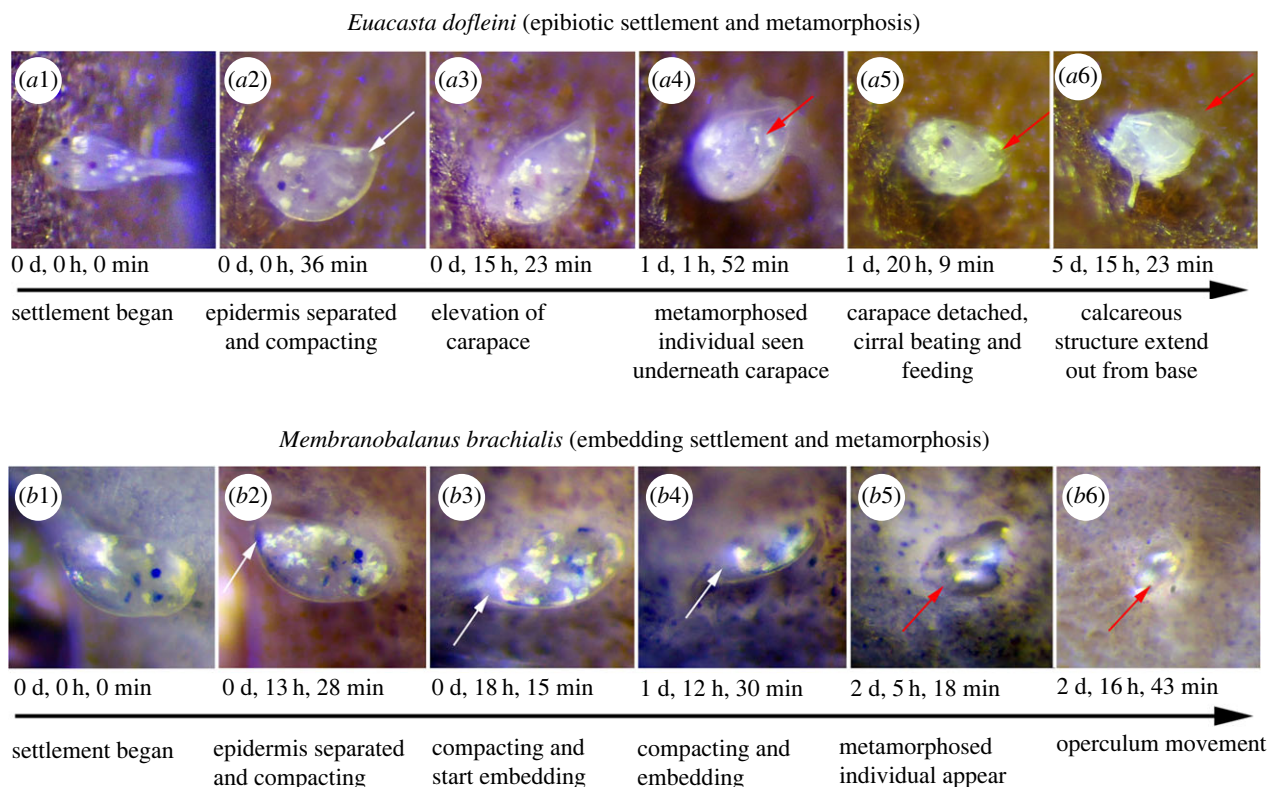 Euacasta dofleini (epibiotic settlement and metamorphosis)
(a1) (a2) (a3) (a4) (a5) (a6)
0 d, 0 h, 0 min 0 d, 0 h, 36 min 0 d, 15 h, 23 min 1 d, 1 h, 52 min 1 d, 20 h, 9 min 5 d, 15 h, 23 min
settlement began
epidermis separated
and compacting
elevation of
carapace
metamorphosed
individual seen
underneath carapace
carapace detached,
cirral beating and
feeding
calcareous
structure extend
out from base
Membranobalanus brachialis (embedding settlement and metamorphosis)
(b1) (b2) (b3) (b4) (b5) (b6)
0 d, 0 h, 0 min 0 d, 13 h, 28 min 0 d, 18 h, 15 min 1 d, 12 h, 30 min 2 d, 5 h, 18 min 2 d, 16 h, 43 min
settlement began
epidermis separated
and compacting
compacting and
start embedding
compacting and
embedding
metamorphosed
individual appear
operculum movement